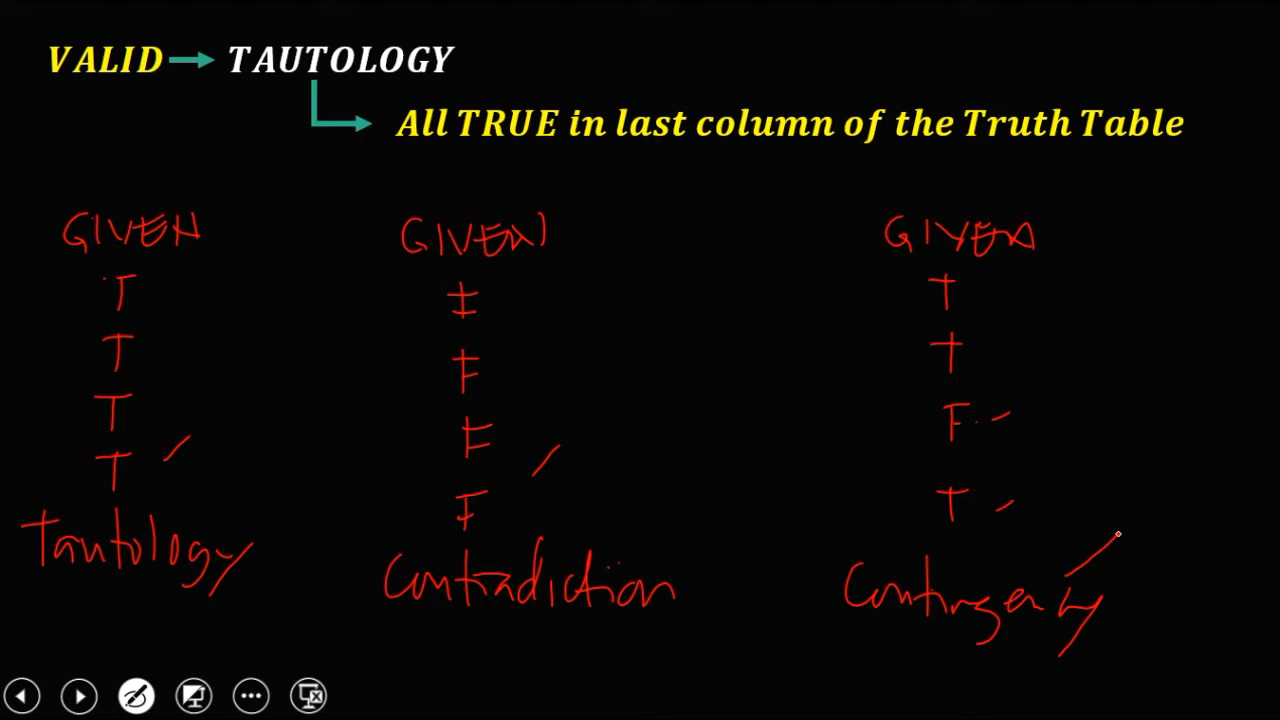 VALID → TAUTOLOGY
All TRUE in last column of the Truth Table
GIVEN
T
T
T
T
Tautology
GIVEN
F
F
F
F
Contradiction
GIVEN
T
T
F
T
Contingency